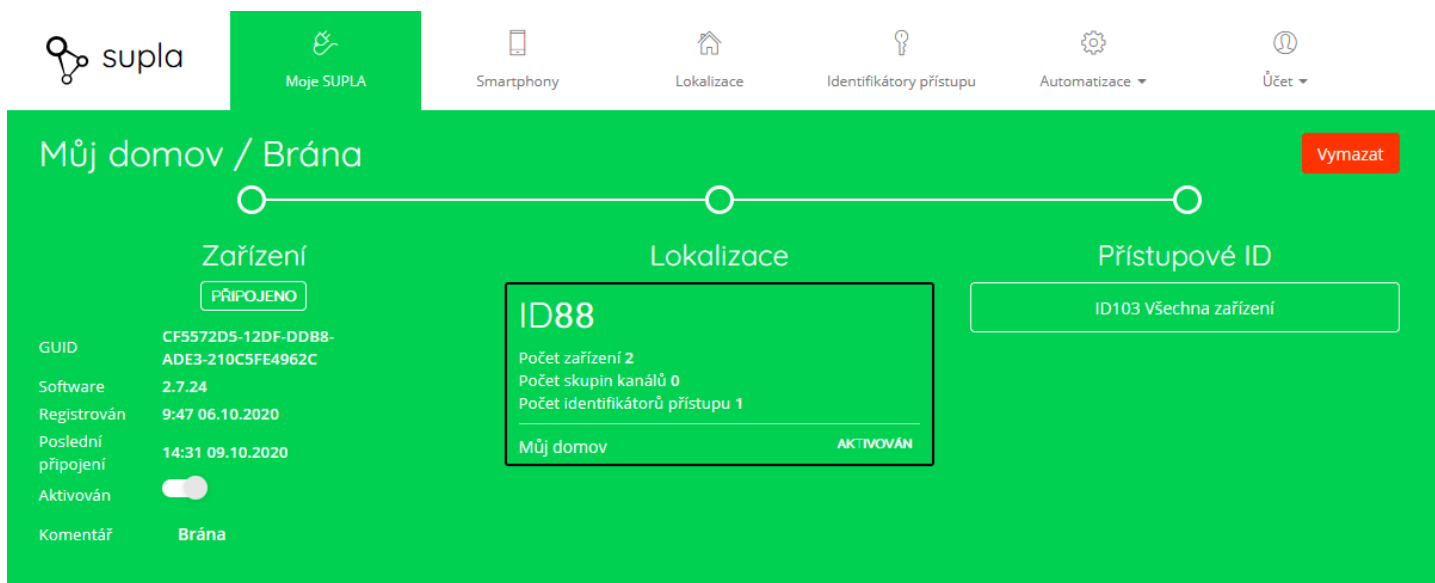 supla
Moje SUPLA
Smartphony
Lokalizace
Identifikátory přístupu
Automatizace
Účet
Můj domov / Brána
Vymazat
Zařízení
PŘIPOJENO
GUID CF5572D5-12DF-DDB8-
ADE3-210C5FE4962C
Software 2.7.24
Registrován 9:47 06.10.2020
Poslední
připojení 14:31 09.10.2020
Aktivován
Komentář Brána
Lokalizace
ID88
Počet zařízení 2
Počet skupin kanálů 0
Počet identifikátorů přístupu 1
Můj domov AKTIVOVÁN
Přístupové ID
ID103 Všechna zařízení